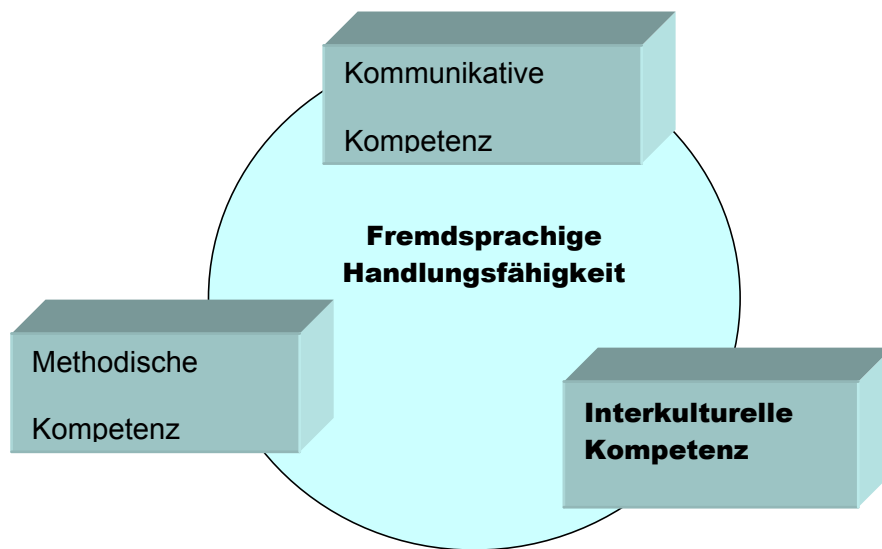 Kommunikative
Kompetenz
Fremdsprachige
Handlungsfähigkeit
Methodische
Kompetenz
Interkulturelle
Kompetenz